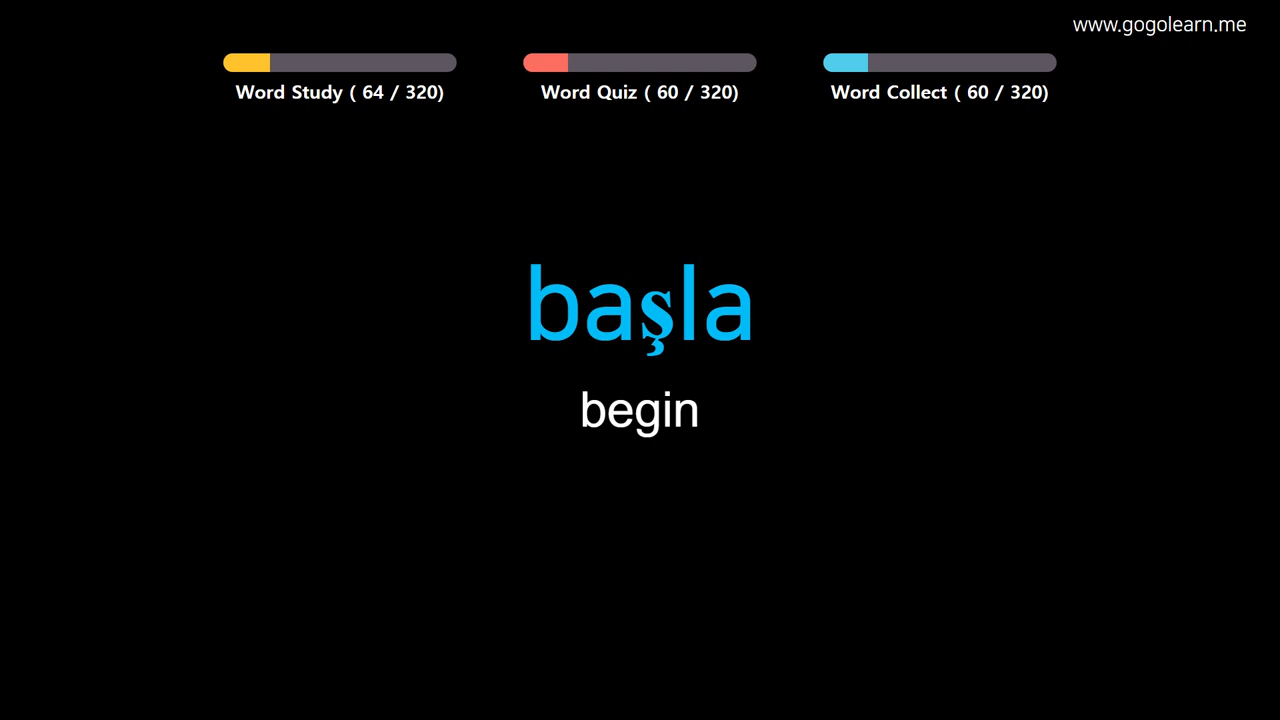 www.gogolearn.me
Word Study ( 64 / 320)
Word Quiz ( 60 / 320)
Word Collect ( 60 / 320)
başla
begin